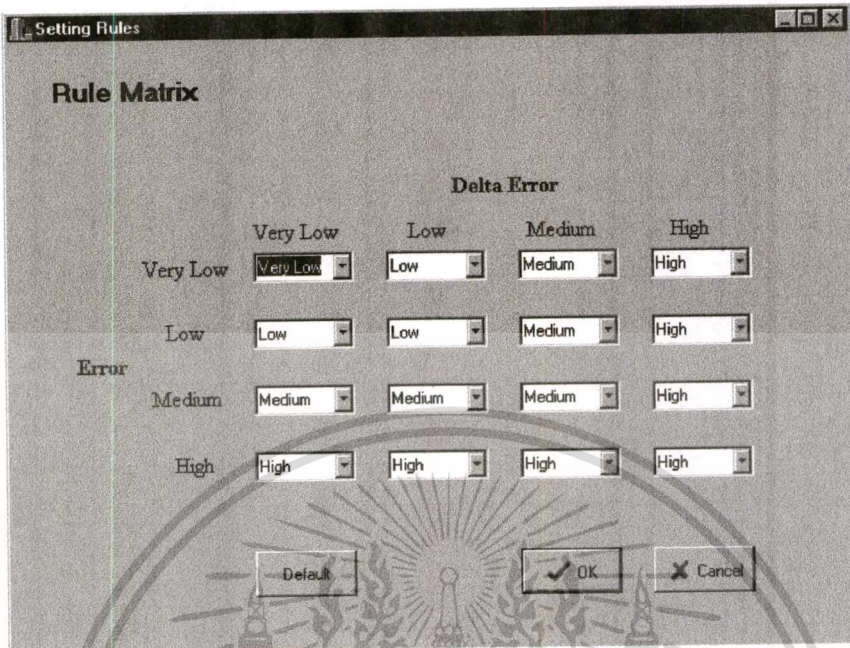 Setting Rules
Rule Matrix
Delta Error
Very Low Low Medium High
Very Low Very Low Low Medium High
Low Low Low Medium High
Error
Medium Medium Medium Medium High
High High High High High
Default OK Cancel